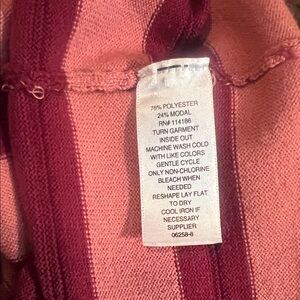 76% POLYESTER
24% MODAL
RN# 114186
TURN GARMENT
INSIDE OUT
MACHINE WASH COLD
WITH LIKE COLORS
GENTLE CYCLE
ONLY NON-CHLORINE
BLEACH WHEN
NEEDED
RESHAPE LAY FLAT
TO DRY
COOL IRON IF
NECESSARY
SUPPLIER
06258-6